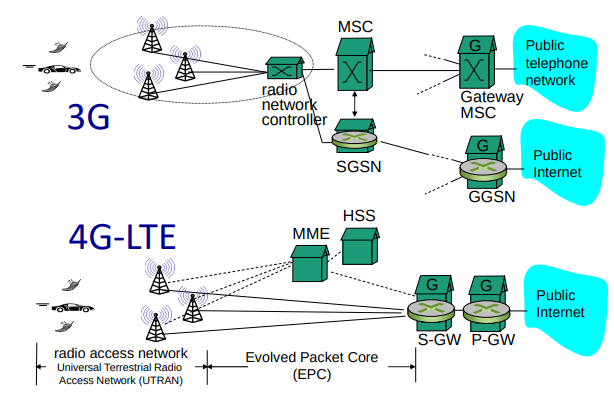 MSC
G
Public
telephone
network
radio
network
controller
Gateway
MSC
3G
SGSN
G
Public
Internet
GGSN
4G-LTE
HSS
MME
G
G
Public
Internet
S-GW
P-GW
radio access network
Universal Terrestrial Radio
Access Network (UTRAN)
Evolved Packet Core
(EPC)